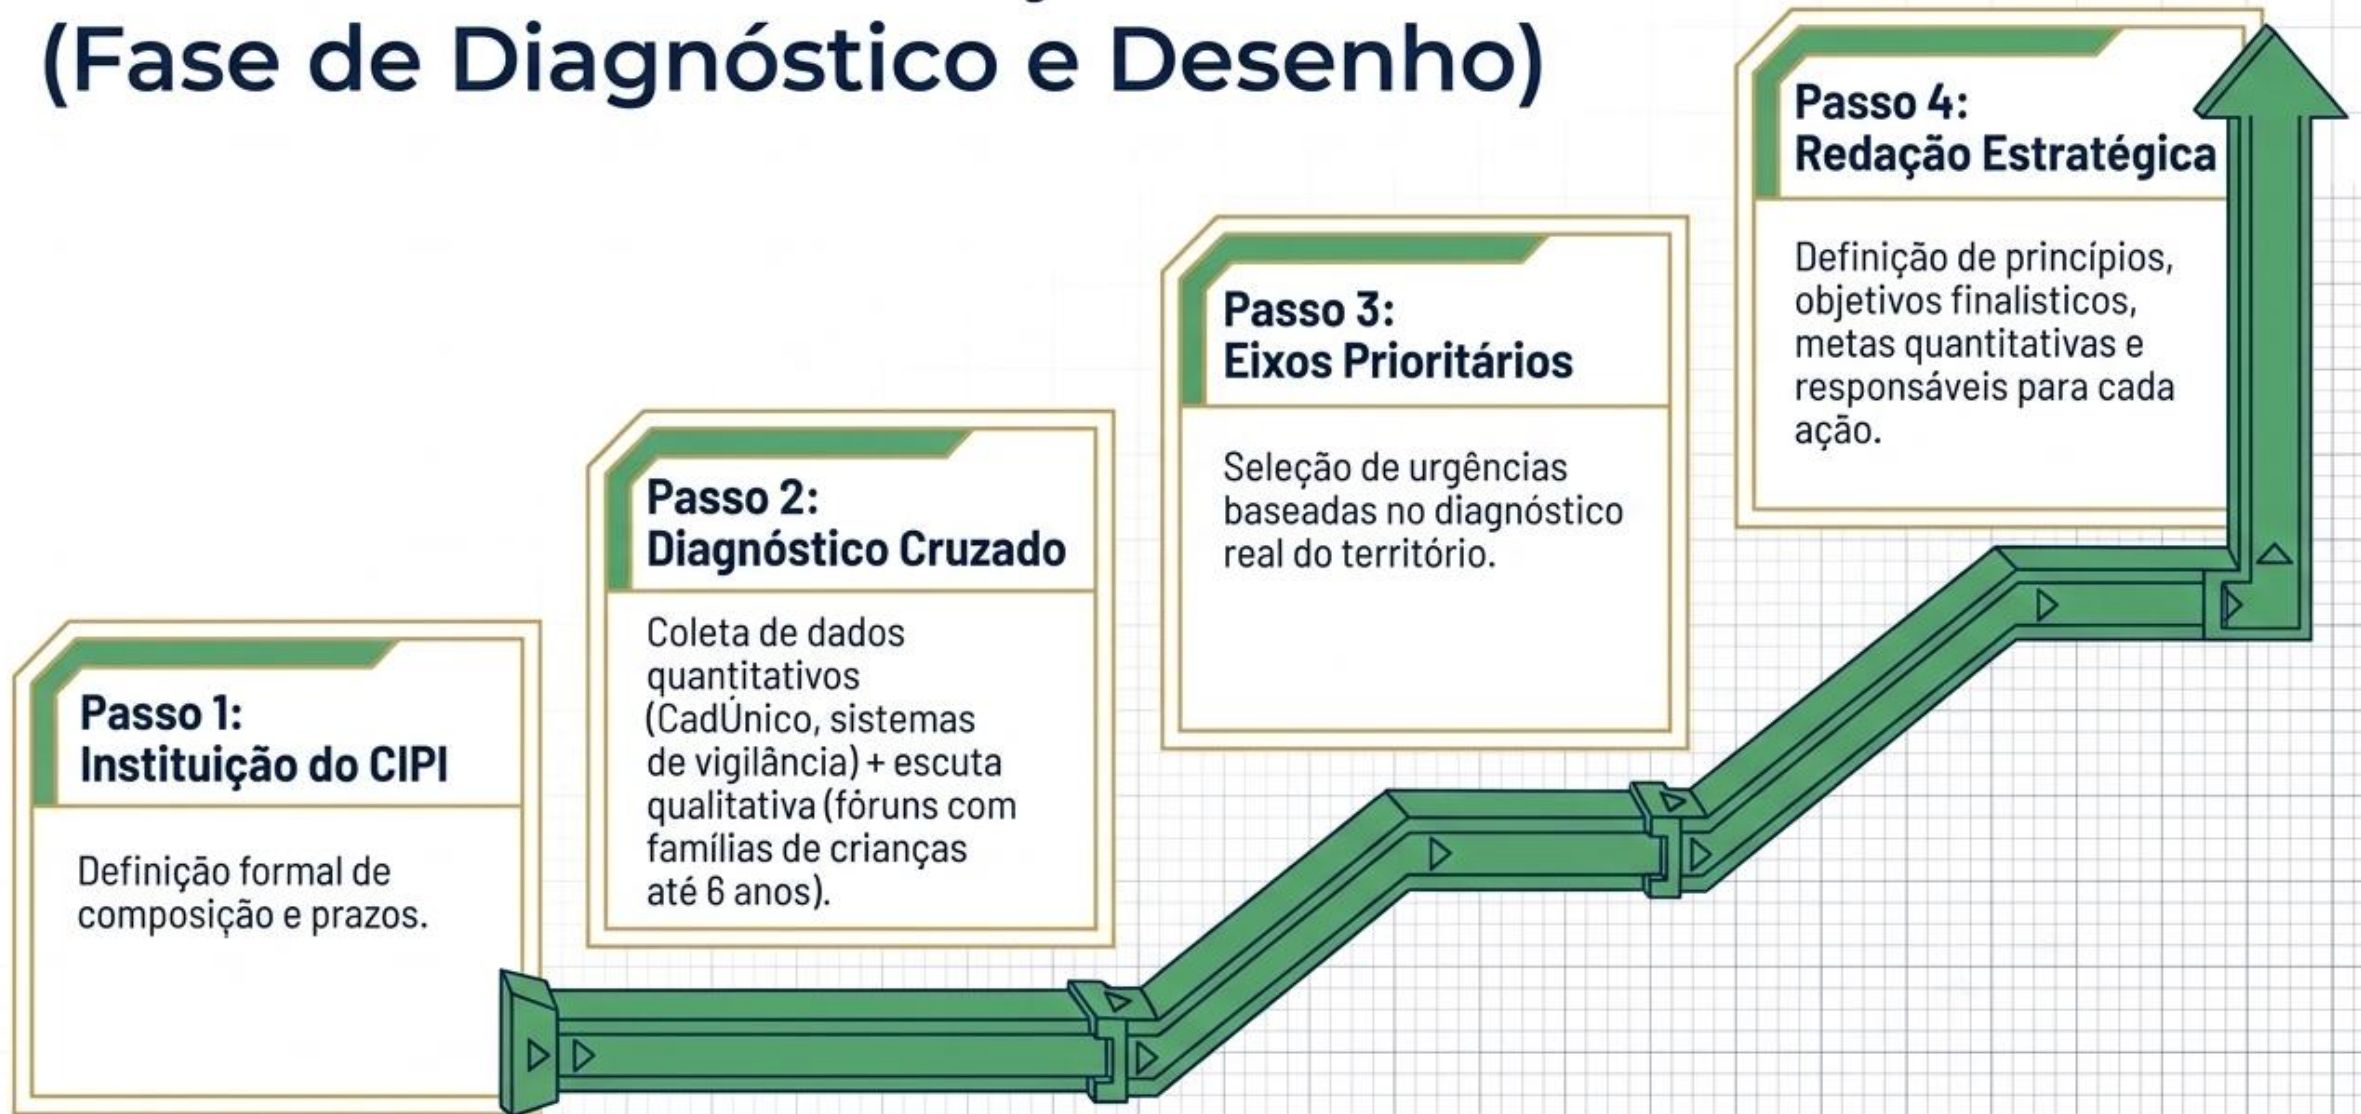 (Fase de Diagnóstico e Desenho)
Passo 1:
Instituição do CIPI
Definição formal de
composição e prazos.
Passo 2:
Diagnóstico Cruzado
Coleta de dados
quantitativos
(CadÚnico, sistemas
de vigilância) + escuta
qualitativa (fóruns com
famílias de crianças
até 6 anos).
Passo 3:
Eixos Prioritários
Seleção de urgências
baseadas no diagnóstico
real do território.
Passo 4:
Redação Estratégica
Definição de princípios,
objetivos finalísticos,
metas quantitativas e
responsáveis para cada
ação.